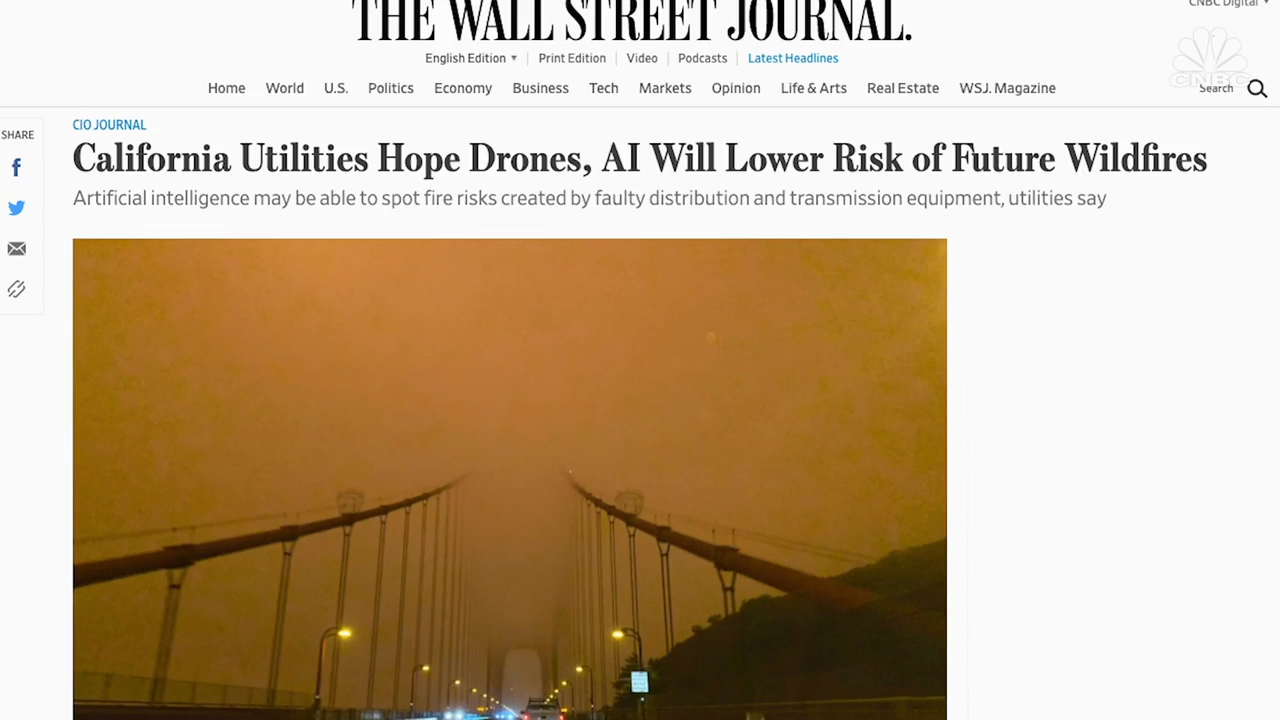 CNBC Digital
THE WALL STREET JOURNAL.
CNBC
English Edition Print Edition Video Podcasts Latest Headlines
Home World U.S. Politics Economy Business Tech Markets Opinion Life & Arts Real Estate WSJ. Magazine Search
CIO JOURNAL
SHARE
California Utilities Hope Drones, AI Will Lower Risk of Future Wildfires
Artificial intelligence may be able to spot fire risks created by faulty distribution and transmission equipment, utilities say